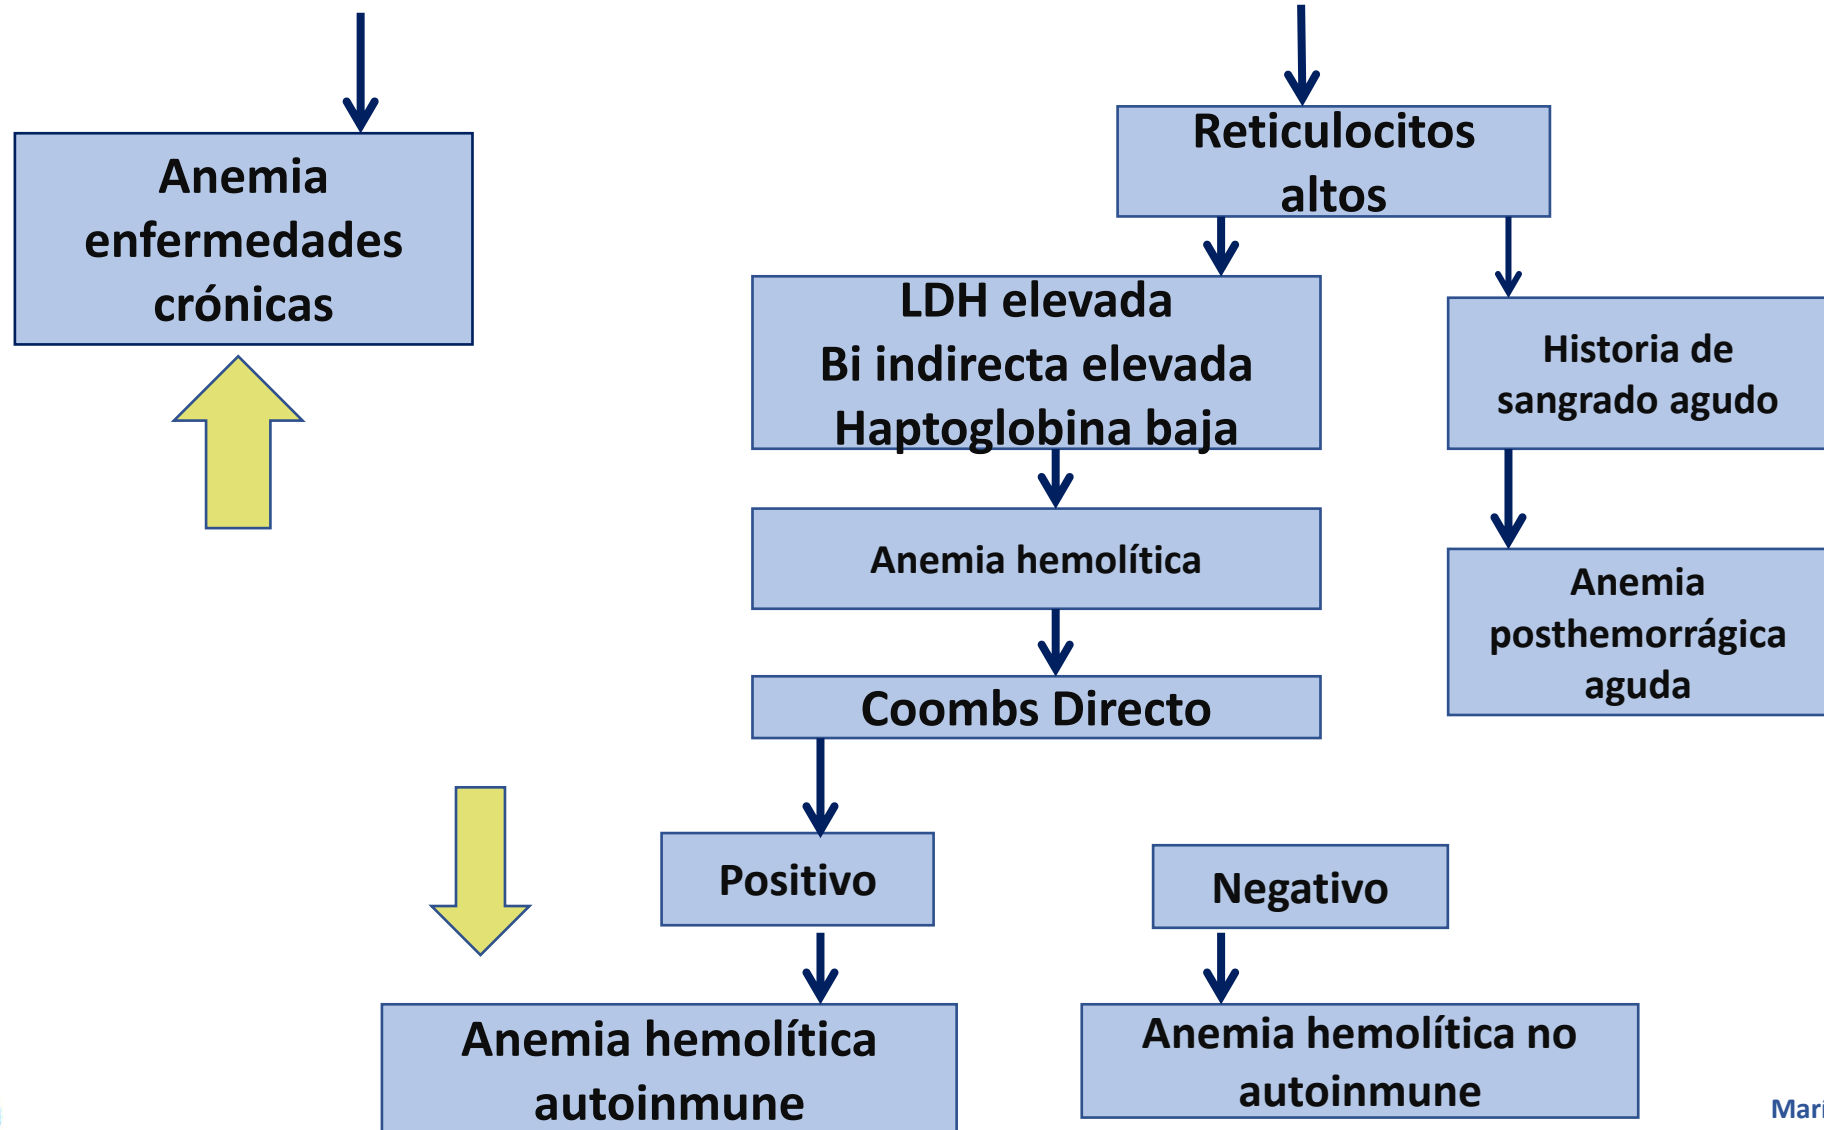 Anemia
enfermedades
crónicas
Reticulocitos
altos
LDH elevada
Bi indirecta elevada
Haptoglobina baja
Historia de
sangrado agudo
Anemia hemolítica
Anemia
posthemorrágica
aguda
Coombs Directo
Positivo
Negativo
Anemia hemolítica
autoinmune
Anemia hemolítica no
autoinmune